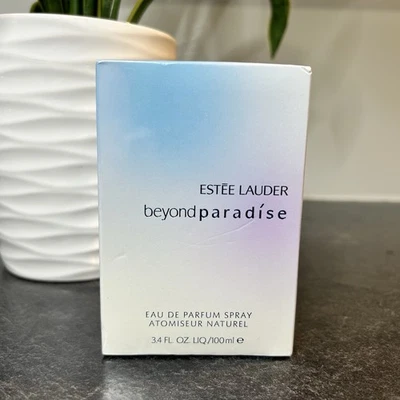 ESTĒE LAUDER
beyond paradíse
EAU DE PARFUM SPRAY
ATOMISEUR NATUREL
3.4 FL. OZ. LIQ/100ml ℮